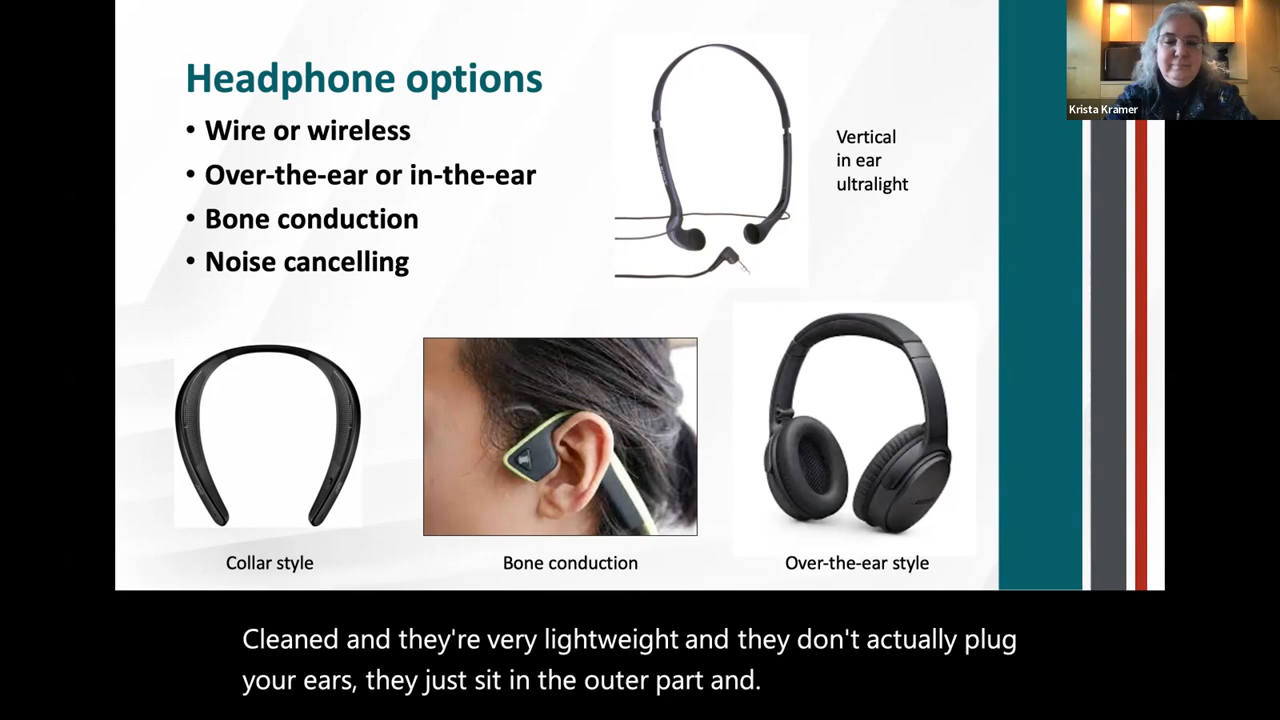 Headphone options
• Wire or wireless
• Over-the-ear or in-the-ear
• Bone conduction
• Noise cancelling
Vertical
in ear
ultralight
Krista Kramer
Collar style
Bone conduction
Over-the-ear style
Cleaned and they're very lightweight and they don't actually plug
your ears, they just sit in the outer part and.